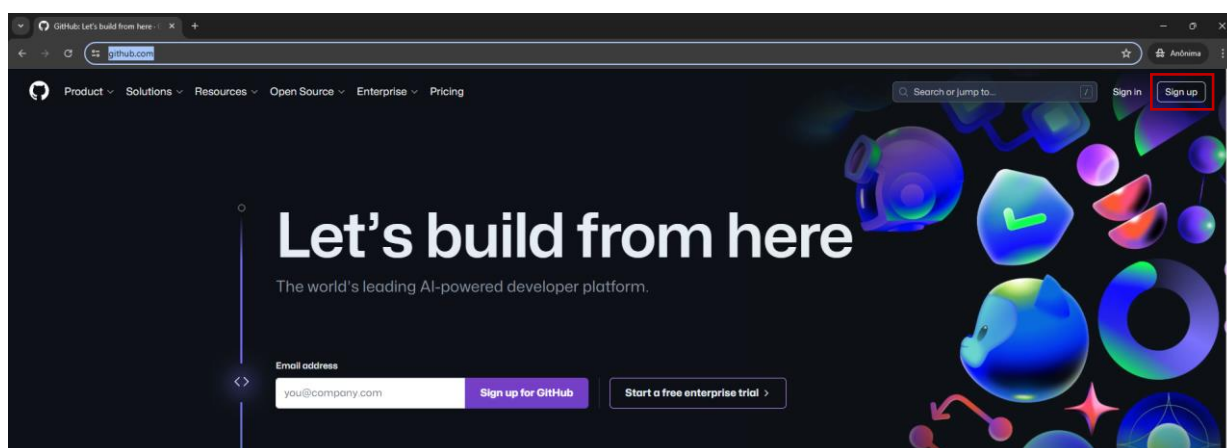 GitHub: Let's build from here ·
github.com
Anônima
Product Solutions Resources Open Source Enterprise Pricing
Search or jump to... /
Sign in
Sign up
Let's build from here
The world's leading AI-powered developer platform.
Email address
you@company.com
Sign up for GitHub
Start a free enterprise trial >